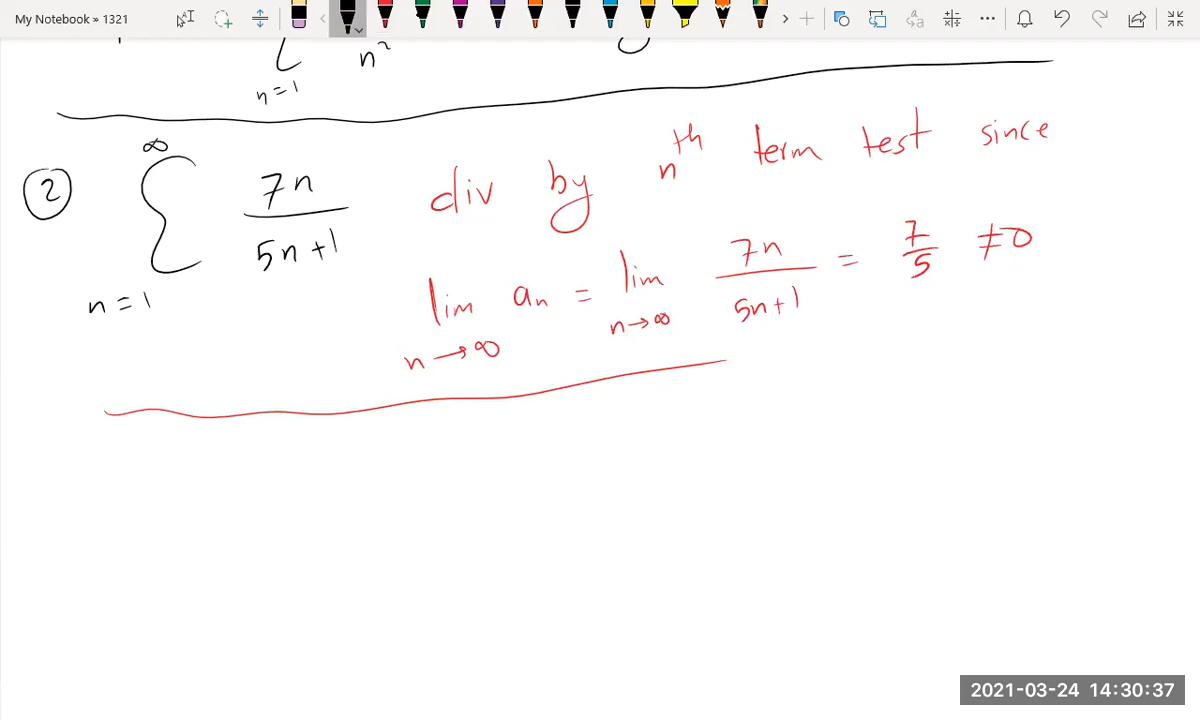 My Notebook » 1321
n²
n=1
② ∞ Σ n=1 7n/(5n+1) div by nth term test since
lim n→∞ an = lim n→∞ 7n/(5n+1) = 7/5 ≠0
2021-03-24 14:30:37